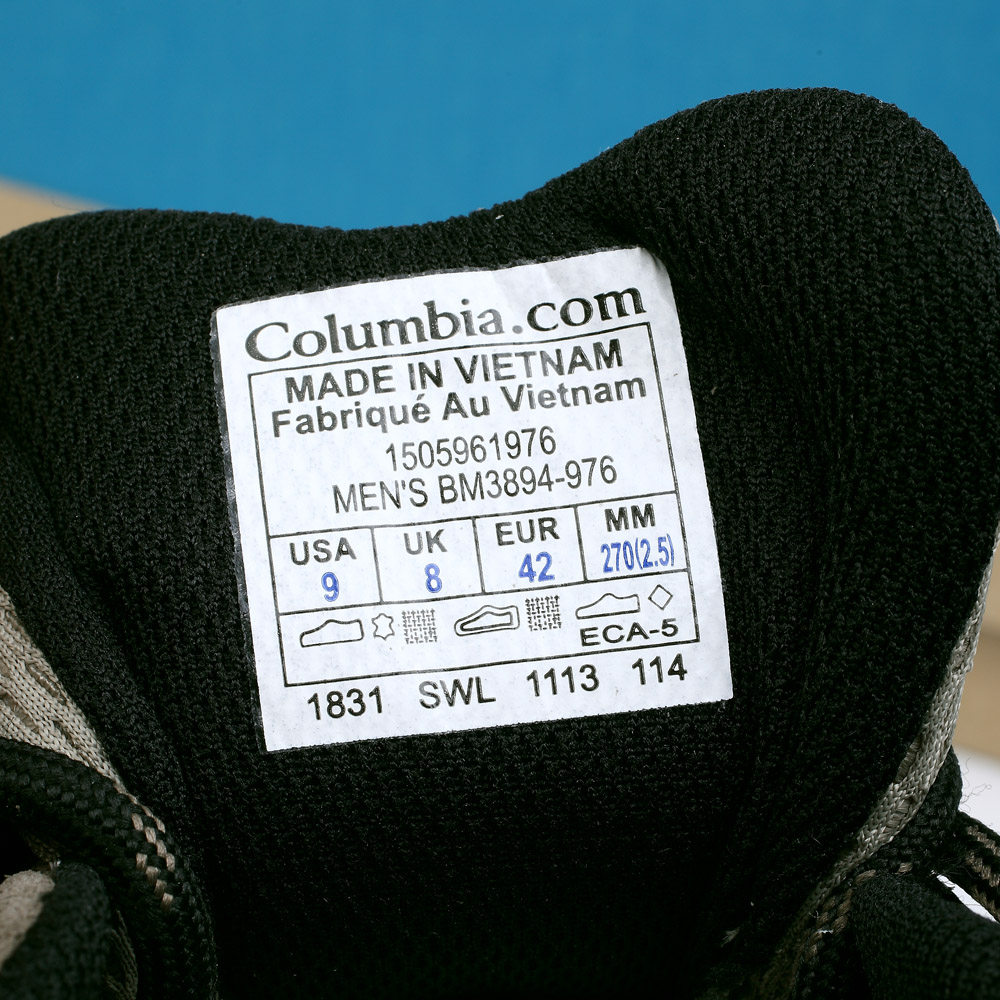 Columbia.com
MADE IN VIETNAM
Fabriqué Au Vietnam
1505961976
MEN'S BM3894-976
USA UK EUR MM
9 8 42 270(2.5)
ECA-5
1831 SWL 1113 114